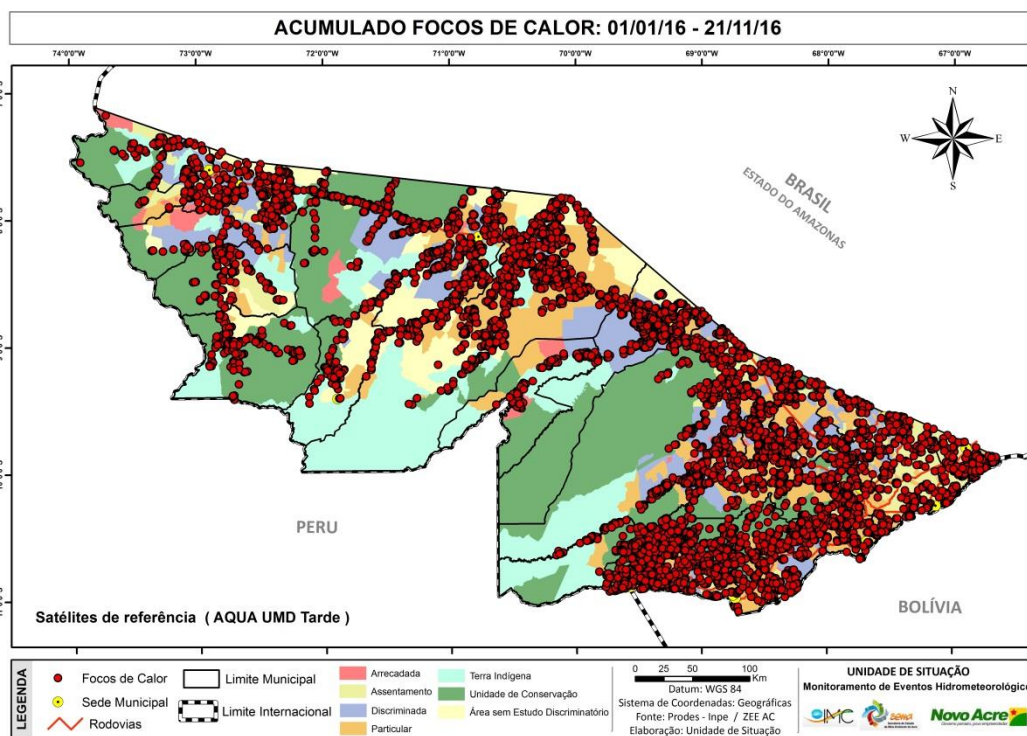 ACUMULADO FOCOS DE CALOR: 01/01/16 - 21/11/16
74°0'0"W 73°0'0"W 72°0'0"W 71°0'0"W 70°0'0"W 69°0'0"W 68°0'0"W 67°0'0"W
N
W E
S
BRASIL
ESTADO DO AMAZONAS
PERU
BOLÍVIA
Satélites de referência ( AQUA UMD Tarde )
LEGENDA
Focos de Calor
Sede Municipal
Rodovias
Limite Municipal
Limite Internacional
Arrecadada
Assentamento
Discriminada
Particular
Terra Indígena
Unidade de Conservação
Área sem Estudo Discriminatório
0 25 50 100
Km
Datum: WGS 84
Sistema de Coordenadas: Geográficas
Fonte: Prodes - Inpe / ZEE AC
Elaboração: Unidade de Situação
UNIDADE DE SITUAÇÃO
Monitoramento de Eventos Hidrometeorológico
IMC
Sema
Novo Acre